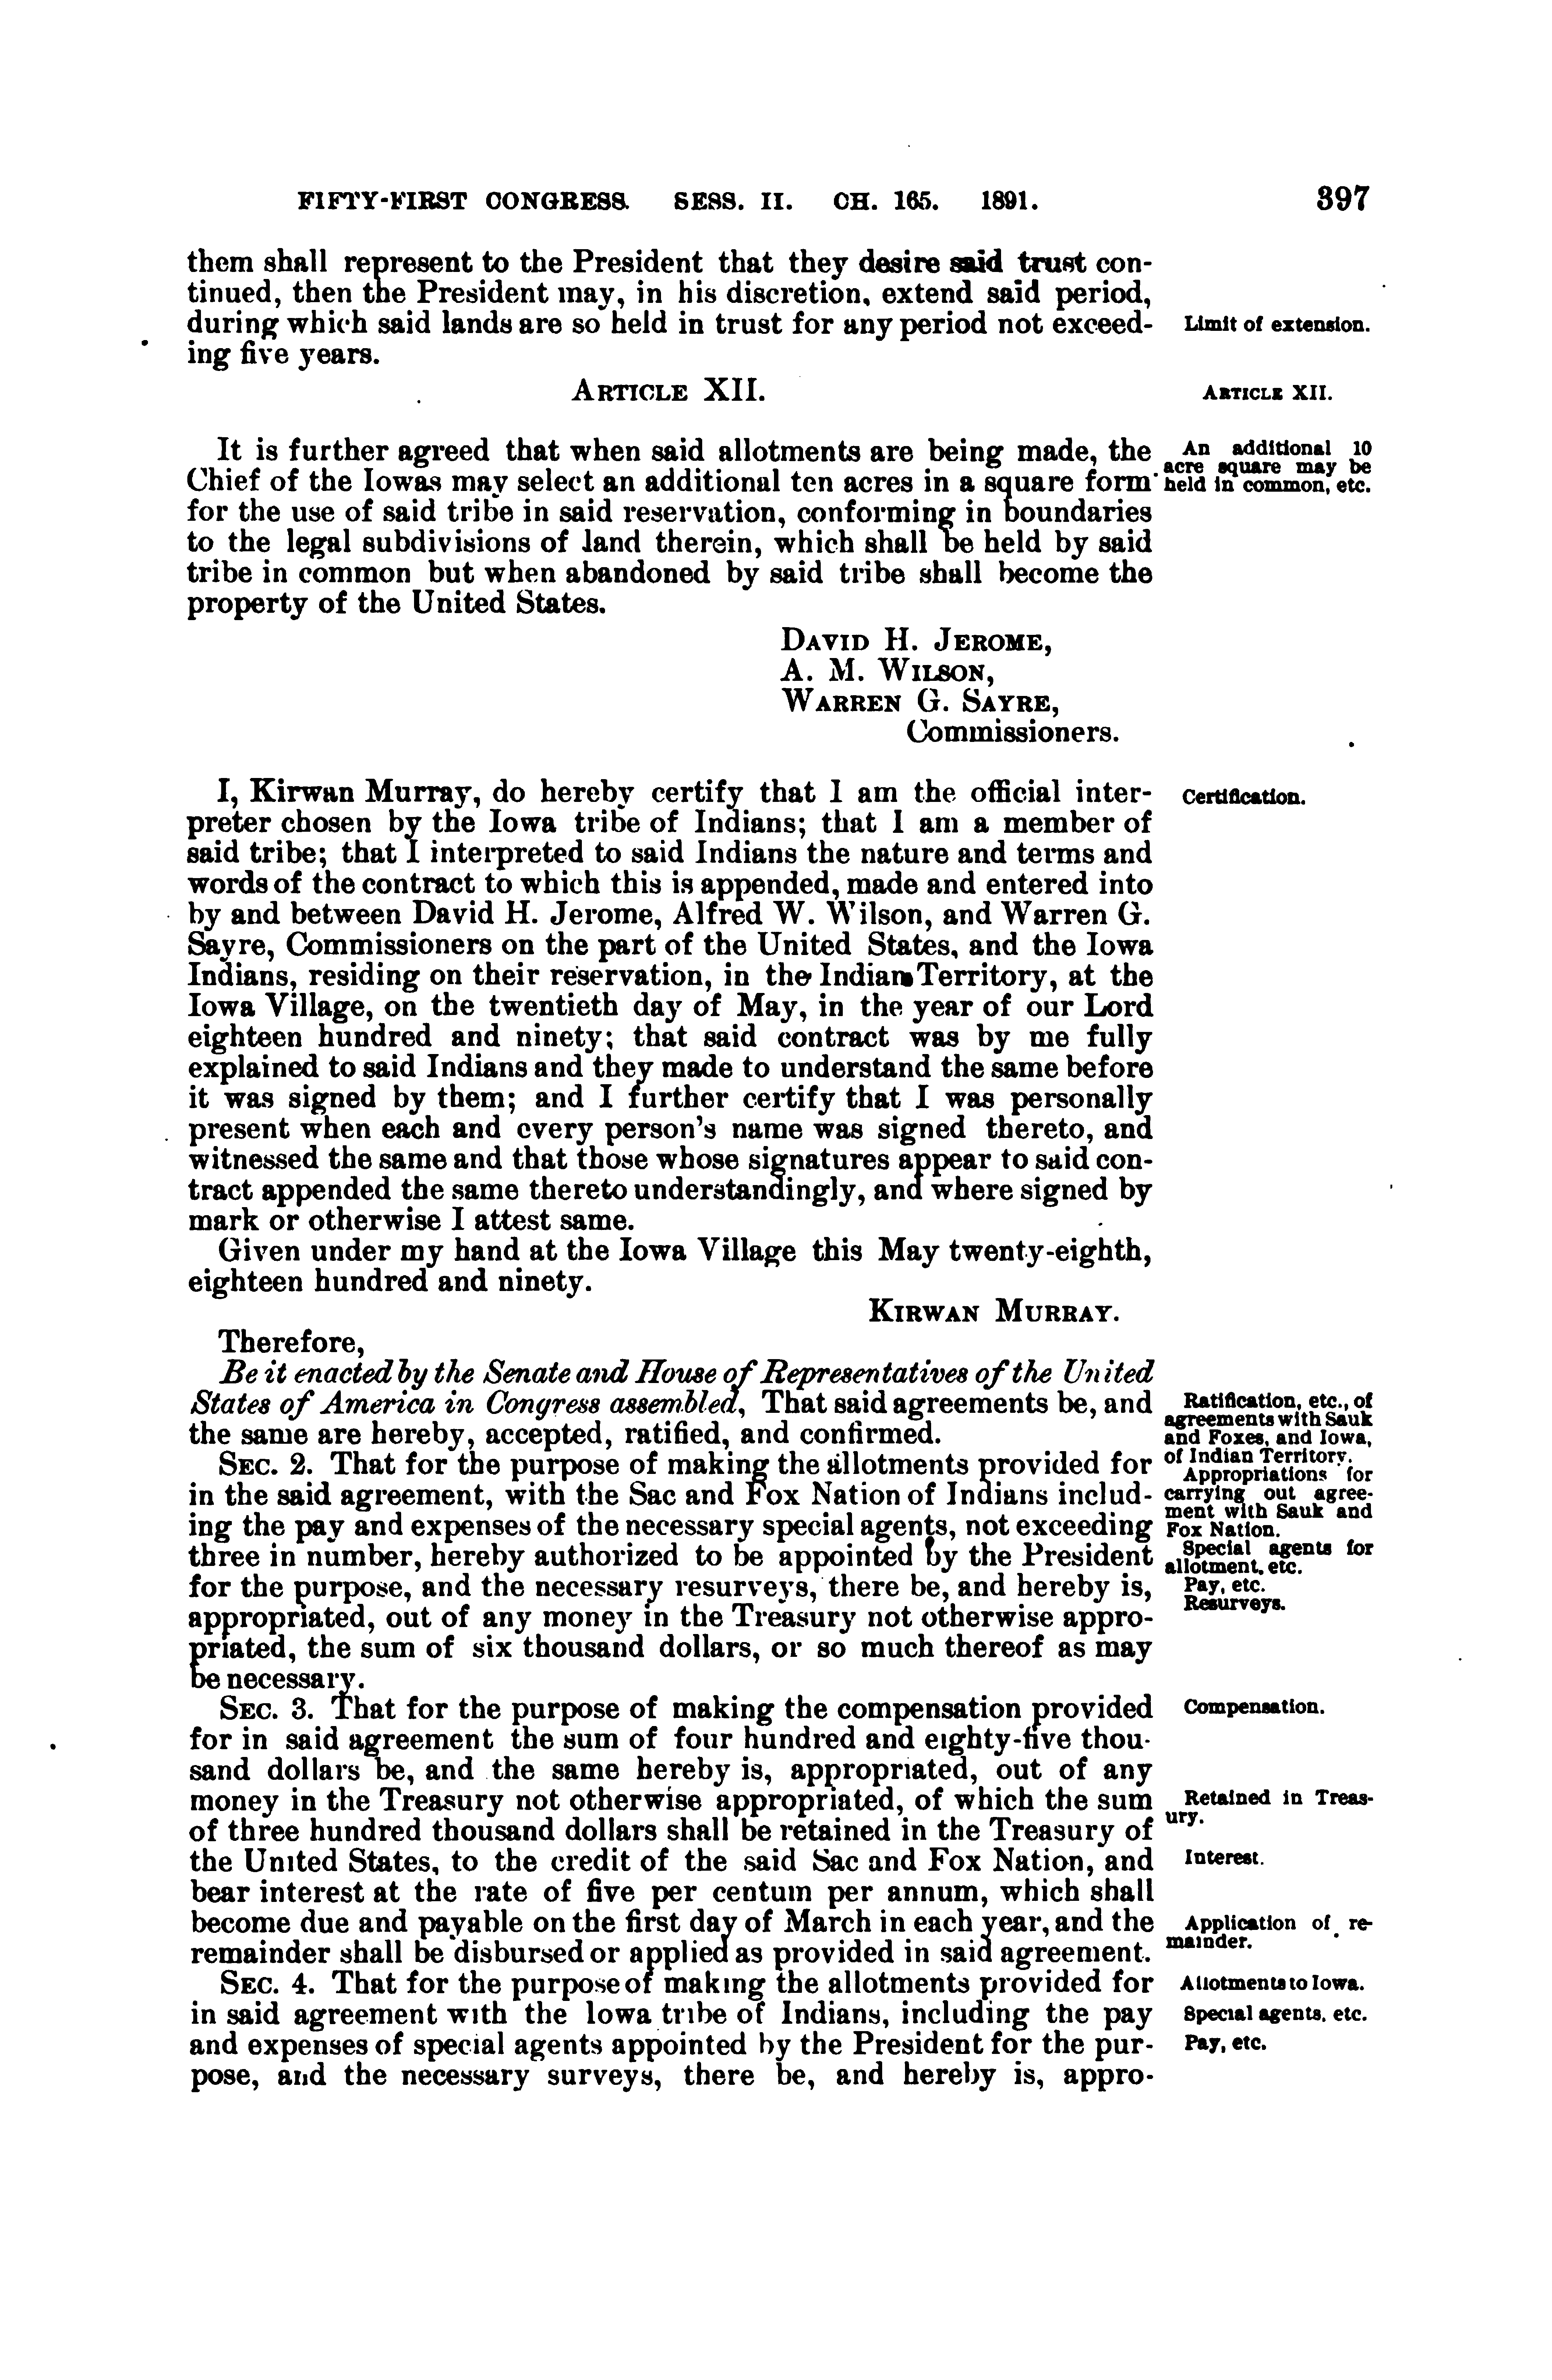 FIFTY-FIRST CONGRESS. SESS. II. CH. 165. 1891. 397
them shall represent to the President that they desire said trust con-
tinued, then the President may, in his discretion, extend said period,
during which said lands are so held in trust for any period not exceed-
Limit of extension.
ing five years.
ARTICLE XII.
ARTICLE XII.
It is further agreed that when said allotments are being made, the
Chief of the Iowas may select an additional ten acres in a square form
for the use of said tribe in said reservation, conforming in boundaries
to the legal subdivisions of land therein, which shall be held by said
tribe in common but when abandoned by said tribe shall become the
property of the United States.
An additional 10
acre square may be
held in common, etc.
DAVID H. JEROME,
A. M. WILSON,
WARREN G. SAYRE,
Commissioners.
I, Kirwan Murray, do hereby certify that I am the official inter-
Certification.
preter chosen by the Iowa tribe of Indians; that I am a member of
said tribe; that I interpreted to said Indians the nature and terms and
words of the contract to which this is appended, made and entered into
by and between David H. Jerome, Alfred W. Wilson, and Warren G.
Sayre, Commissioners on the part of the United States, and the Iowa
Indians, residing on their reservation, in the Indian Territory, at the
Iowa Village, on the twentieth day of May, in the year of our Lord
eighteen hundred and ninety; that said contract was by me fully
explained to said Indians and they made to understand the same before
it was signed by them; and I further certify that I was personally
present when each and every person's name was signed thereto, and
witnessed the same and that those whose signatures appear to said con-
tract appended the same thereto understandingly, and where signed by
mark or otherwise I attest same.
Given under my hand at the Iowa Village this May twenty-eighth,
eighteen hundred and ninety.
KIRWAN MURRAY.
Therefore,
Be it enacted by the Senate and House of Representatives of the United
States of America in Congress assembled, That said agreements be, and
the same are hereby, accepted, ratified, and confirmed.
Ratification, etc., of
agreements with Sauk
and Foxes, and Iowa,
of Indian Territory.
SEC. 2. That for the purpose of making the allotments provided for
in the said agreement, with the Sac and Fox Nation of Indians includ-
ing the pay and expenses of the necessary special agents, not exceeding
three in number, hereby authorized to be appointed by the President
for the purpose, and the necessary resurveys, there be, and hereby is,
appropriated, out of any money in the Treasury not otherwise appro-
priated, the sum of six thousand dollars, or so much thereof as may
be necessary.
Appropriations for
carrying out agree-
ment with Sauk and
Fox Nation.
Special agents for
allotment, etc.
Pay, etc.
Resurveys.
SEC. 3. That for the purpose of making the compensation provided
Compensation.
for in said agreement the sum of four hundred and eighty-five thou-
sand dollars be, and the same hereby is, appropriated, out of any
money in the Treasury not otherwise appropriated, of which the sum
of three hundred thousand dollars shall be retained in the Treasury of
Retained in Treas-
ury.
the United States, to the credit of the said Sac and Fox Nation, and
Interest.
bear interest at the rate of five per centum per annum, which shall
become due and payable on the first day of March in each year, and the
remainder shall be disbursed or applied as provided in said agreement.
Application of re-
mainder.
SEC. 4. That for the purpose of making the allotments provided for
Allotments to Iowa.
in said agreement with the Iowa tribe of Indians, including the pay
Special agents, etc.
and expenses of special agents appointed by the President for the pur-
Pay, etc.
pose, and the necessary surveys, there be, and hereby is, appro-